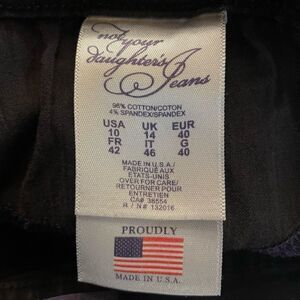 not your
daughter's
Jeans
96% COTTON/COTON
4% SPANDEX/SPANDEX
USA UK EUR
10 14 40
FR IT G
42 46 40
MADE IN U.S.A./
FABRIQUÉ AUX
ETATS-UNIS
OVER FOR CARE/
RETOURNER POUR
ENTRETIEN
CA# 38554
R / N# 132016
PROUDLY
MADE IN U.S.A.